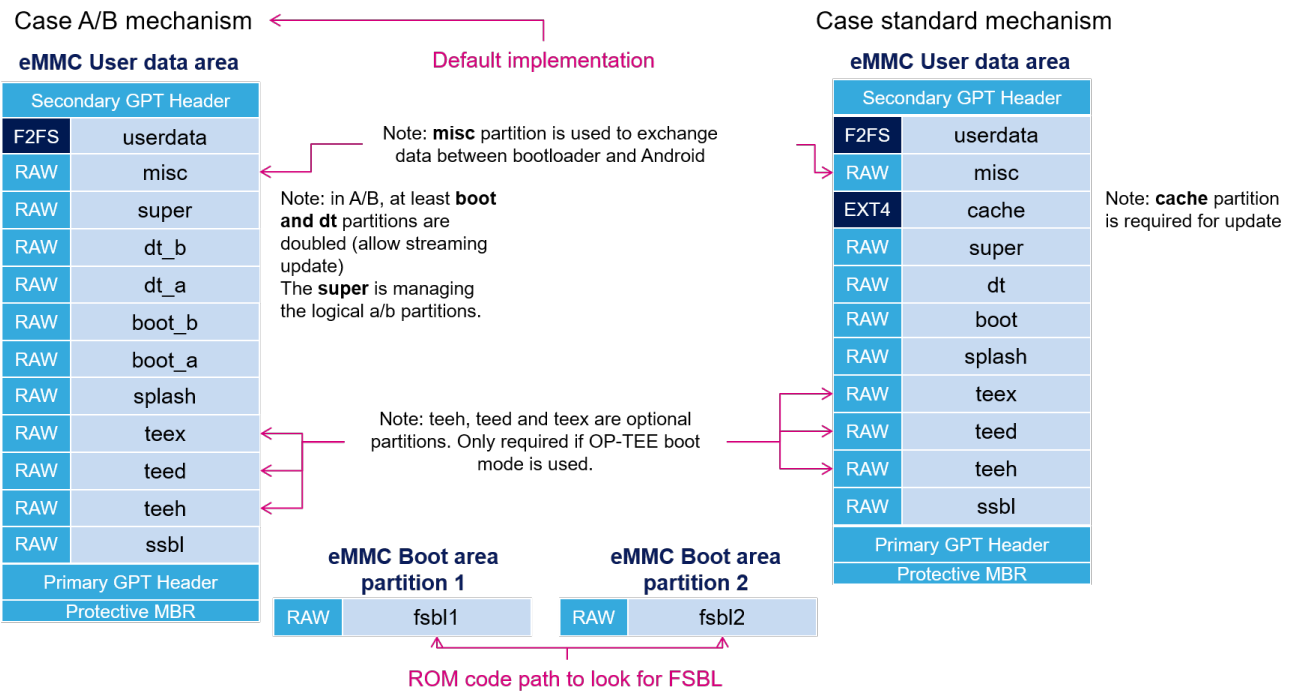 Case A/B mechanism
Case standard mechanism
Default implementation
eMMC User data area
Secondary GPT Header
F2FS userdata
RAW misc
RAW super
RAW dt_b
RAW dt_a
RAW boot_b
RAW boot_a
RAW splash
RAW teex
RAW teed
RAW teeh
RAW ssbl
Primary GPT Header
Protective MBR
Note: misc partition is used to exchange
data between bootloader and Android
Note: in A/B, at least boot
and dt partitions are
doubled (allow streaming
update)
The super is managing
the logical a/b partitions.
Note: teeh, teed and teex are optional
partitions. Only required if OP-TEE boot
mode is used.
eMMC Boot area
partition 1
RAW fsbl1
eMMC Boot area
partition 2
RAW fsbl2
ROM code path to look for FSBL
eMMC User data area
Secondary GPT Header
F2FS userdata
RAW misc
EXT4 cache
RAW super
RAW dt
RAW boot
RAW splash
RAW teex
RAW teed
RAW teeh
RAW ssbl
Primary GPT Header
Protective MBR
Note: cache partition
is required for update